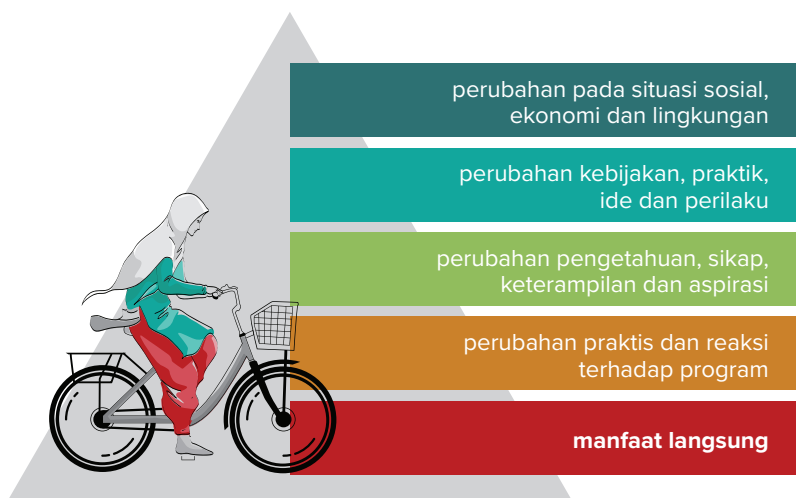 perubahan pada situasi sosial,
ekonomi dan lingkungan
perubahan kebijakan, praktik,
ide dan perilaku
perubahan pengetahuan, sikap,
keterampilan dan aspirasi
perubahan praktis dan reaksi
terhadap program
manfaat langsung